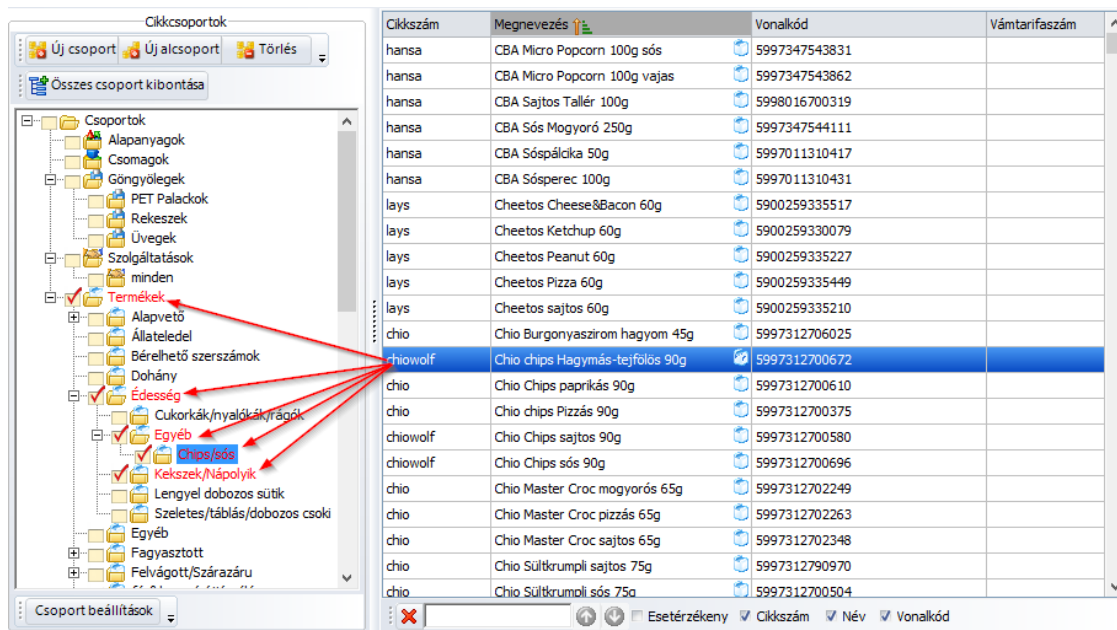 Cikkcsoportok
Új csoport Új alcsoport Törlés
Összes csoport kibontása
Csoportok
Alapanyagok
Csomagok
Göngyölegek
PET Palackok
Rekeszek
Üvegek
Szolgáltatások
minden
Termékek
Alapvető
Állateledel
Bérelhető szerszámok
Dohány
Édesség
Cukorkák/nyalókák/rágók
Egyéb
Chips/sós
Kekszek/Nápolyik
Lengyel dobozos sütik
Szeletes/táblás/dobozos csoki
Egyéb
Fagyasztott
Felvágott/Szárazáru
Csoport beállítások
Cikkszám Megnevezés Vonalkód Vámtarifaszám
hansa CBA Micro Popcorn 100g sós 5997347543831
hansa CBA Micro Popcorn 100g vajas 5997347543862
hansa CBA Sajtos Tallér 100g 5998016700319
hansa CBA Sós Mogyoró 250g 5997347544111
hansa CBA Sóspálcika 50g 5997011310417
hansa CBA Sósperec 100g 5997011310431
lays Cheetos Cheese&Bacon 60g 5900259335517
lays Cheetos Ketchup 60g 5900259330079
lays Cheetos Peanut 60g 5900259335227
lays Cheetos Pizza 60g 5900259335449
lays Cheetos sajtos 60g 5900259335210
chio Chio Burgonyaszirom hagyom 45g 5997312706025
chiowolf Chio chips Hagymás-tejfölös 90g 5997312700672
chio Chio Chips paprikás 90g 5997312700610
chio Chio chips Pizzás 90g 5997312700375
chiowolf Chio Chips sajtos 90g 5997312700580
chiowolf Chio Chips sós 90g 5997312700696
chio Chio Master Croc mogyorós 65g 5997312702249
chio Chio Master Croc pizzás 65g 5997312702263
chio Chio Master Croc sajtos 65g 5997312702348
chio Chio Sültkrumpli sajtos 75g 5997312790970
chio Chio Sültkrumpli sós 75g 5997312700504
Esetérzékeny Cikkszám Név Vonalkód